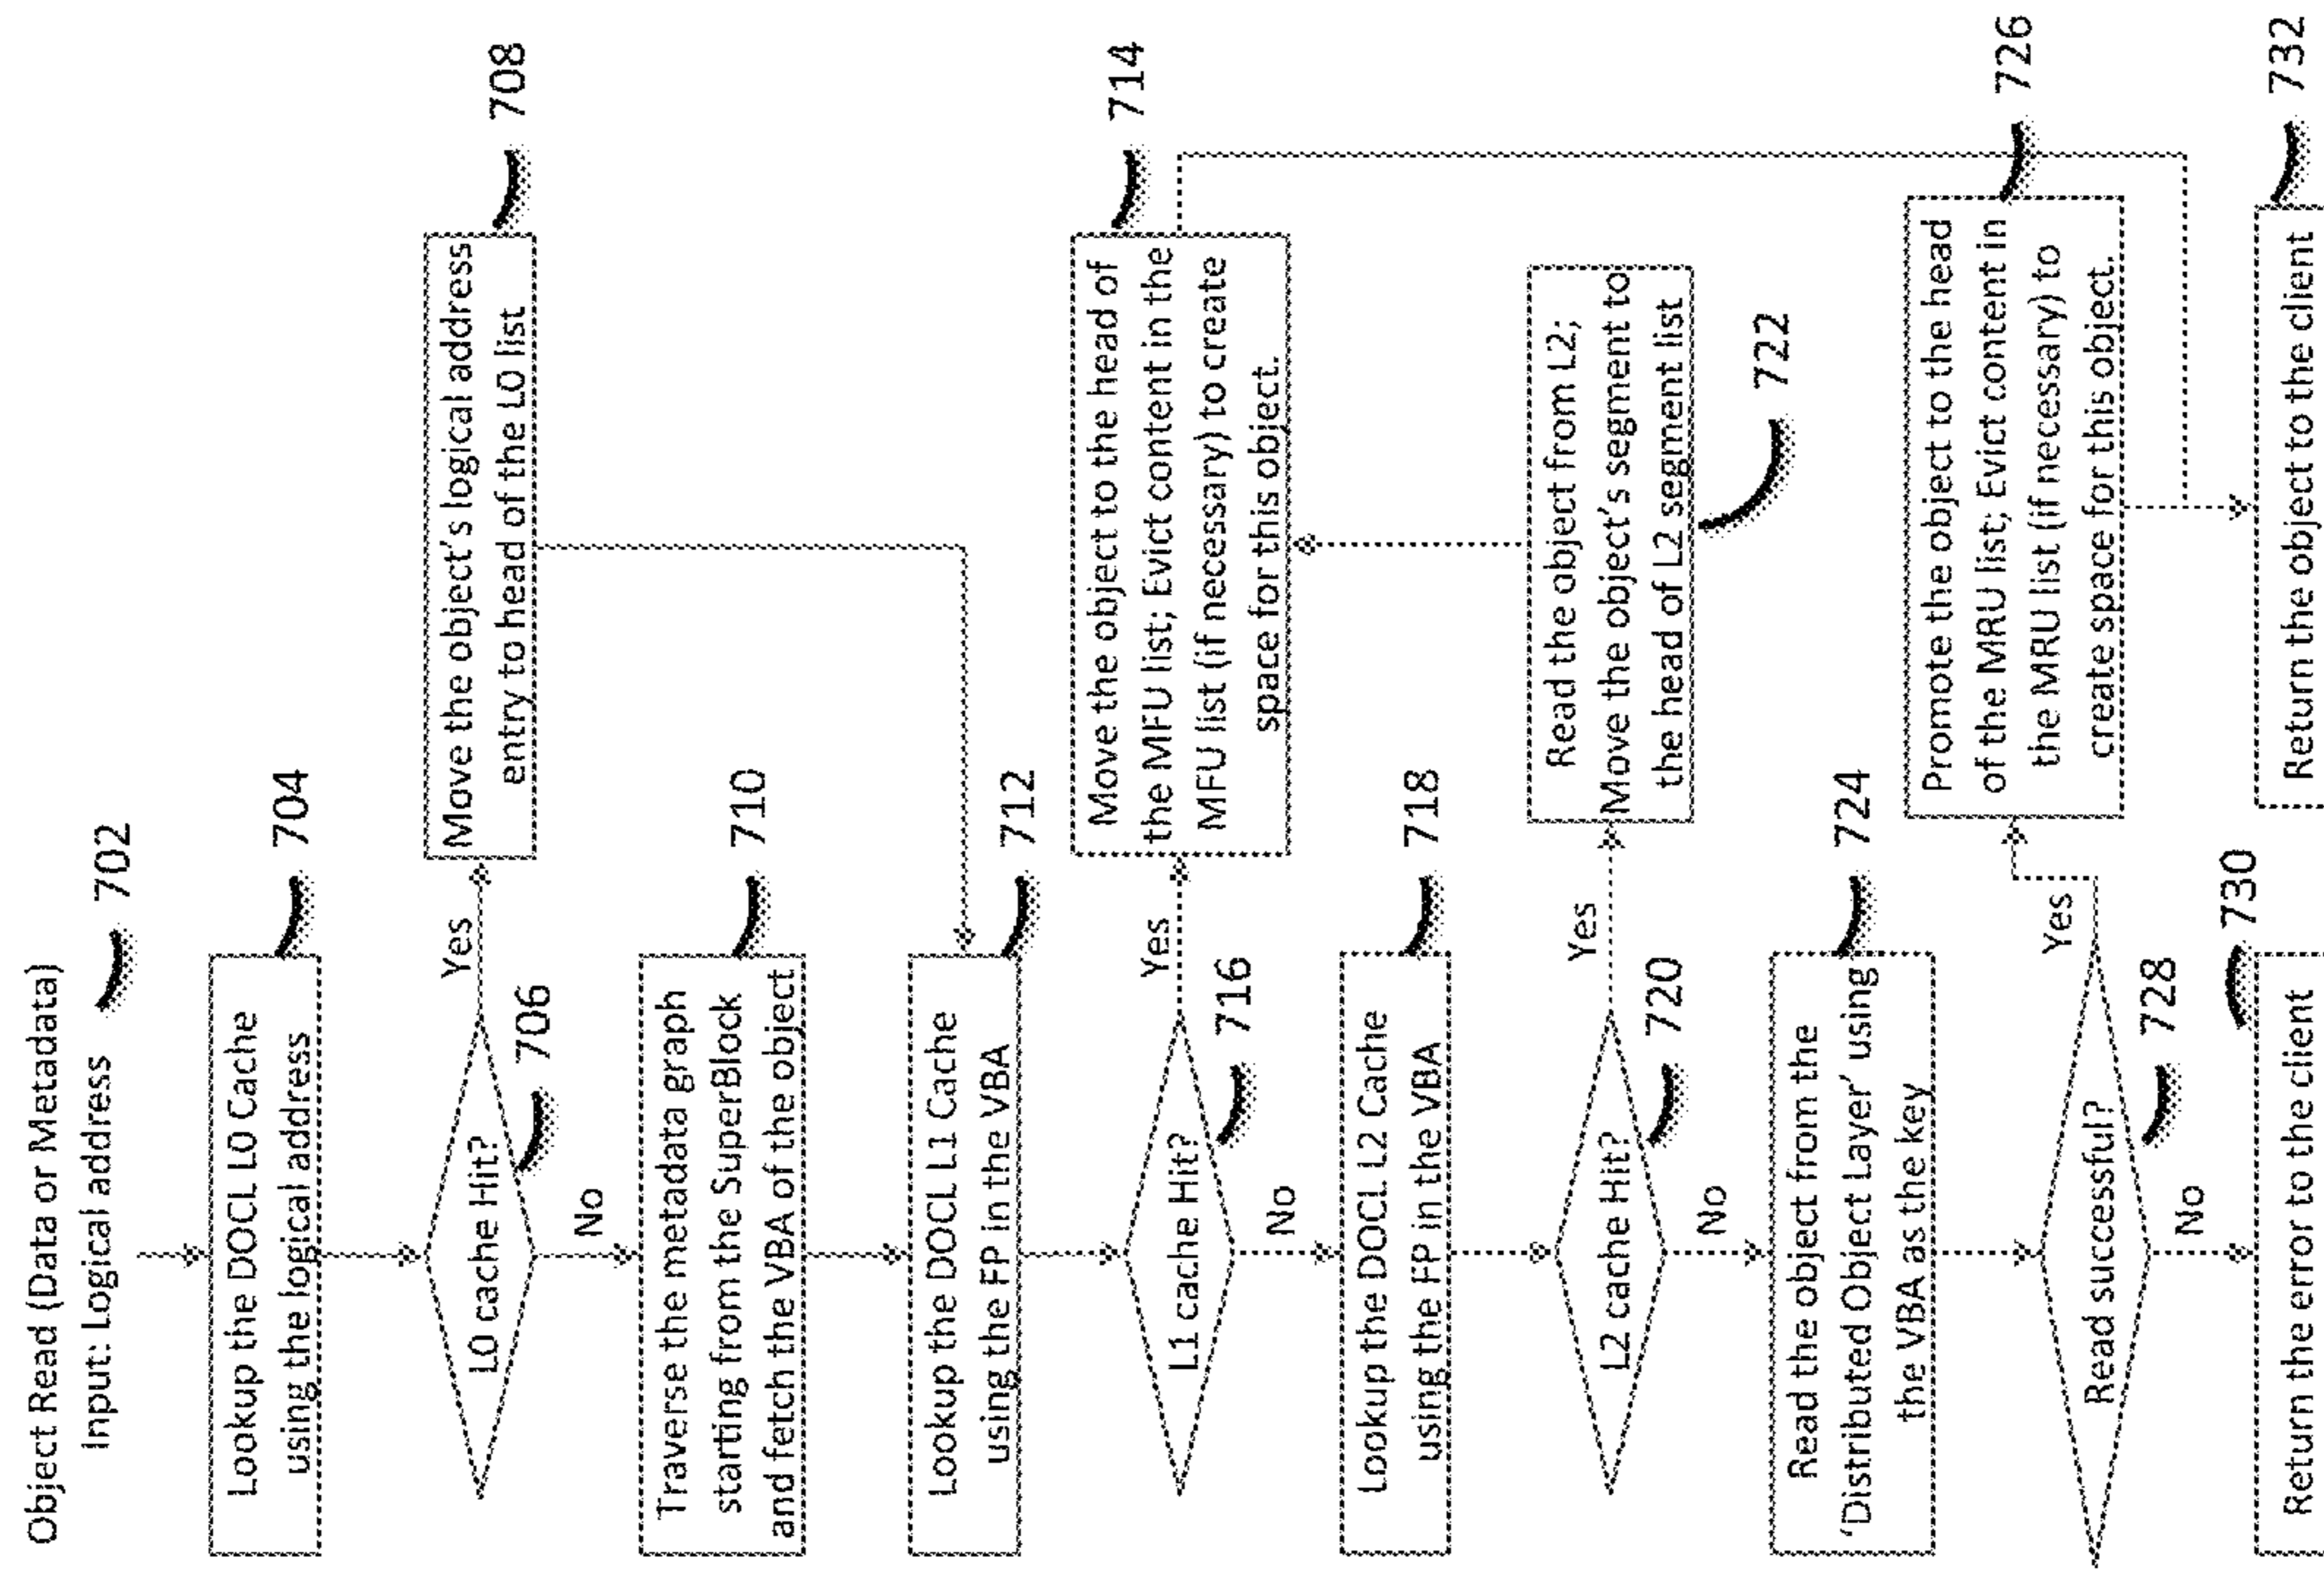 Object Read (Data or Metadata)
Input: Logical address
702
Lookup the DOCL L0 Cache
using the logical address
704
L0 cache Hit?
706
Yes
Move the object's logical address
entry to head of the L0 list
708
No
Traverse the metadata graph
starting from the SuperBlock
and fetch the VBA of the object
710
Lookup the DOCL L1 Cache
using the FP in the VBA
712
L1 cache Hit?
716
Yes
Move the object to the head of
the MFU list; Evict content in the
MFU list (if necessary) to create
space for this object.
714
No
Lookup the DOCL L2 Cache
using the FP in the VBA
718
L2 cache Hit?
720
Yes
Read the object from L2;
Move the object's segment to
the head of L2 segment list
722
No
Read the object from the
'Distributed Object Layer' using
the VBA as the key
724
Read successful?
728
Yes
Promote the object to the head
of the MRU list; Evict content in
the MRU list (if necessary) to
create space for this object.
726
No
Return the error to the client
730
Return the object to the client
732